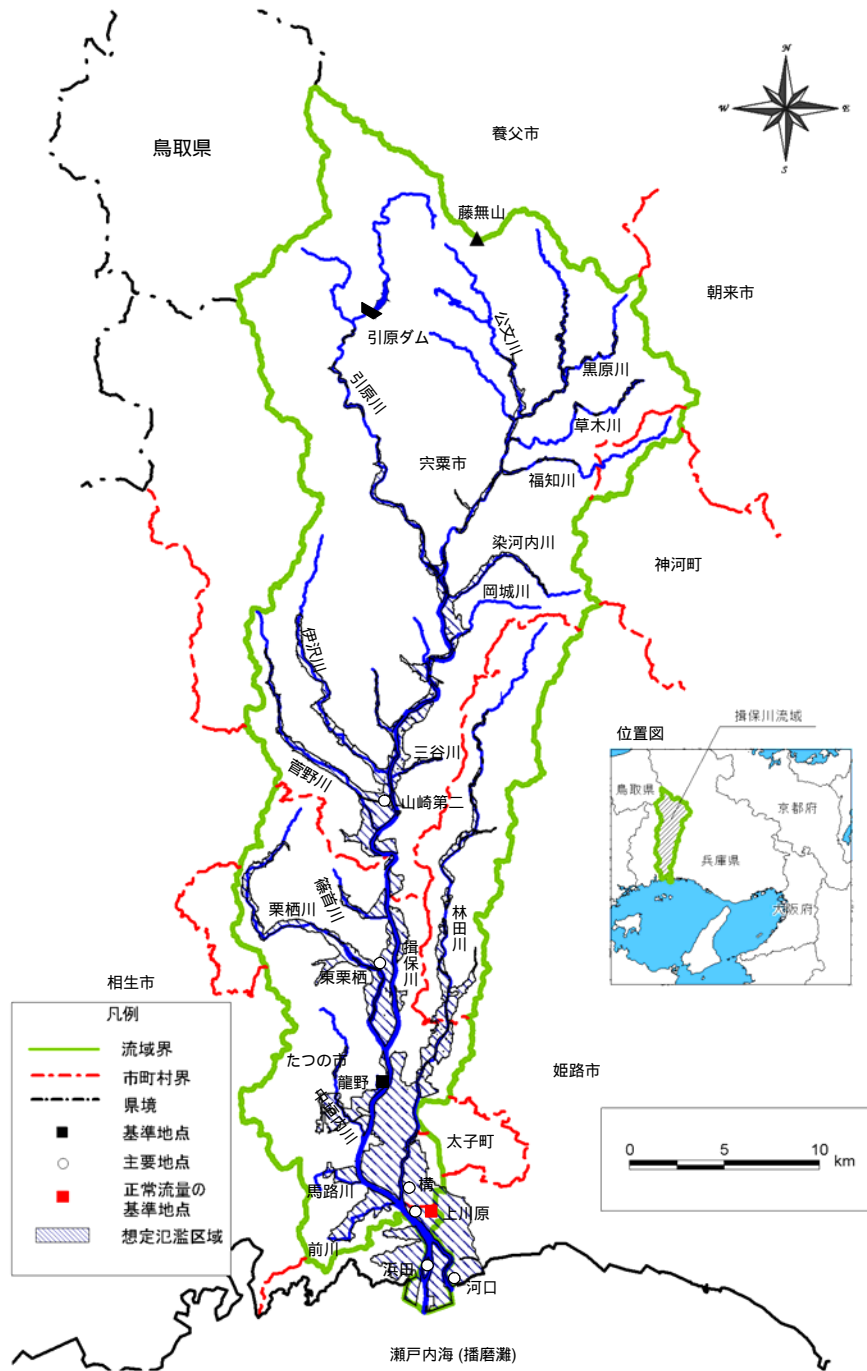 N
W
E
S
養父市
鳥取県
藤無山
朝来市
引原ダム
公文川
黒原川
引原川
草木川
宍粟市
福知川
染河内川
神河町
岡城川
伊沢川
位置図
揖保川流域
三谷川
菅野川
山崎第二
鳥取県
京都府
兵庫県
大阪府
篠首川
栗栖川
林田川
揖保川
東栗栖
相生市
凡例
流域界
市町村界
県境
基準地点
主要地点
正常流量の
基準地点
想定氾濫区域
たつの市
龍野
中垣内川
姫路市
太子町
0 5 10
km
馬路川
構
上川原
前川
浜田
河口
瀬戸内海 (播磨灘)